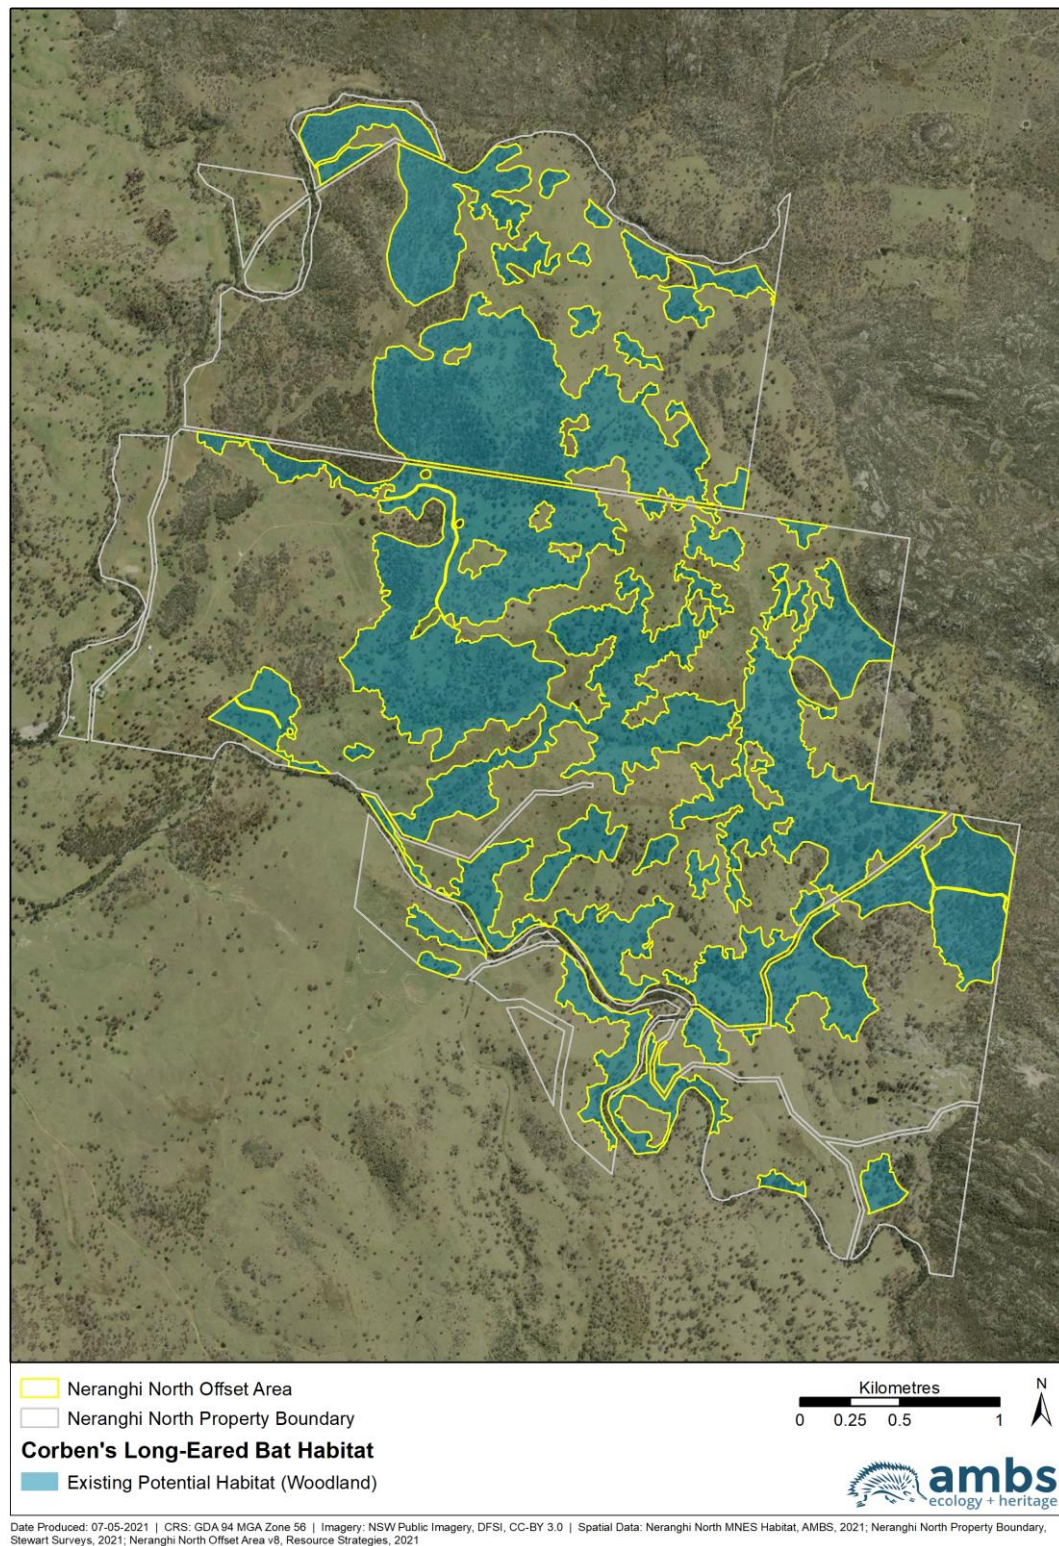 Neranghi North Offset Area
Neranghi North Property Boundary
Corben's Long-Eared Bat Habitat
Existing Potential Habitat (Woodland)
Kilometres
0 0.25 0.5 1
N
ambs
ecology + heritage
Date Produced: 07-05-2021 | CRS: GDA 94 MGA Zone 56 | Imagery: NSW Public Imagery, DFSI, CC-BY 3.0 | Spatial Data: Neranghi North MNES Habitat, AMBS, 2021; Neranghi North Property Boundary,
Stewart Surveys, 2021; Neranghi North Offset Area v8, Resource Strategies, 2021